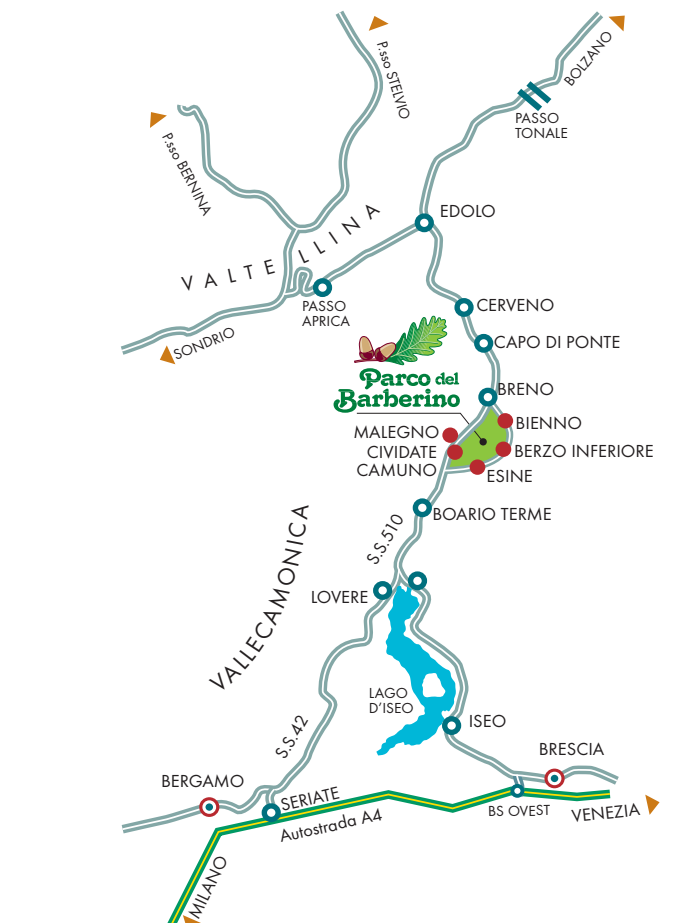 P.sso STELVIO
BOLZANO
PASSO
TONALE
P.sso BERNINA
EDOLO
VALTELLINA
PASSO
APRICA
CERVENO
SONDRIO
CAPO DI PONTE
Parco del
Barberino
BRENO
BIENNO
MALEGNO
CIVIDATE
CAMUNO
BERZO INFERIORE
ESINE
BOARIO TERME
S.S.510
VALLECAMONICA
LOVERE
LAGO
D'ISEO
ISEO
S.S.42
BRESCIA
BERGAMO
SERIATE
BS OVEST
VENEZIA
Autostrada A4
MILANO